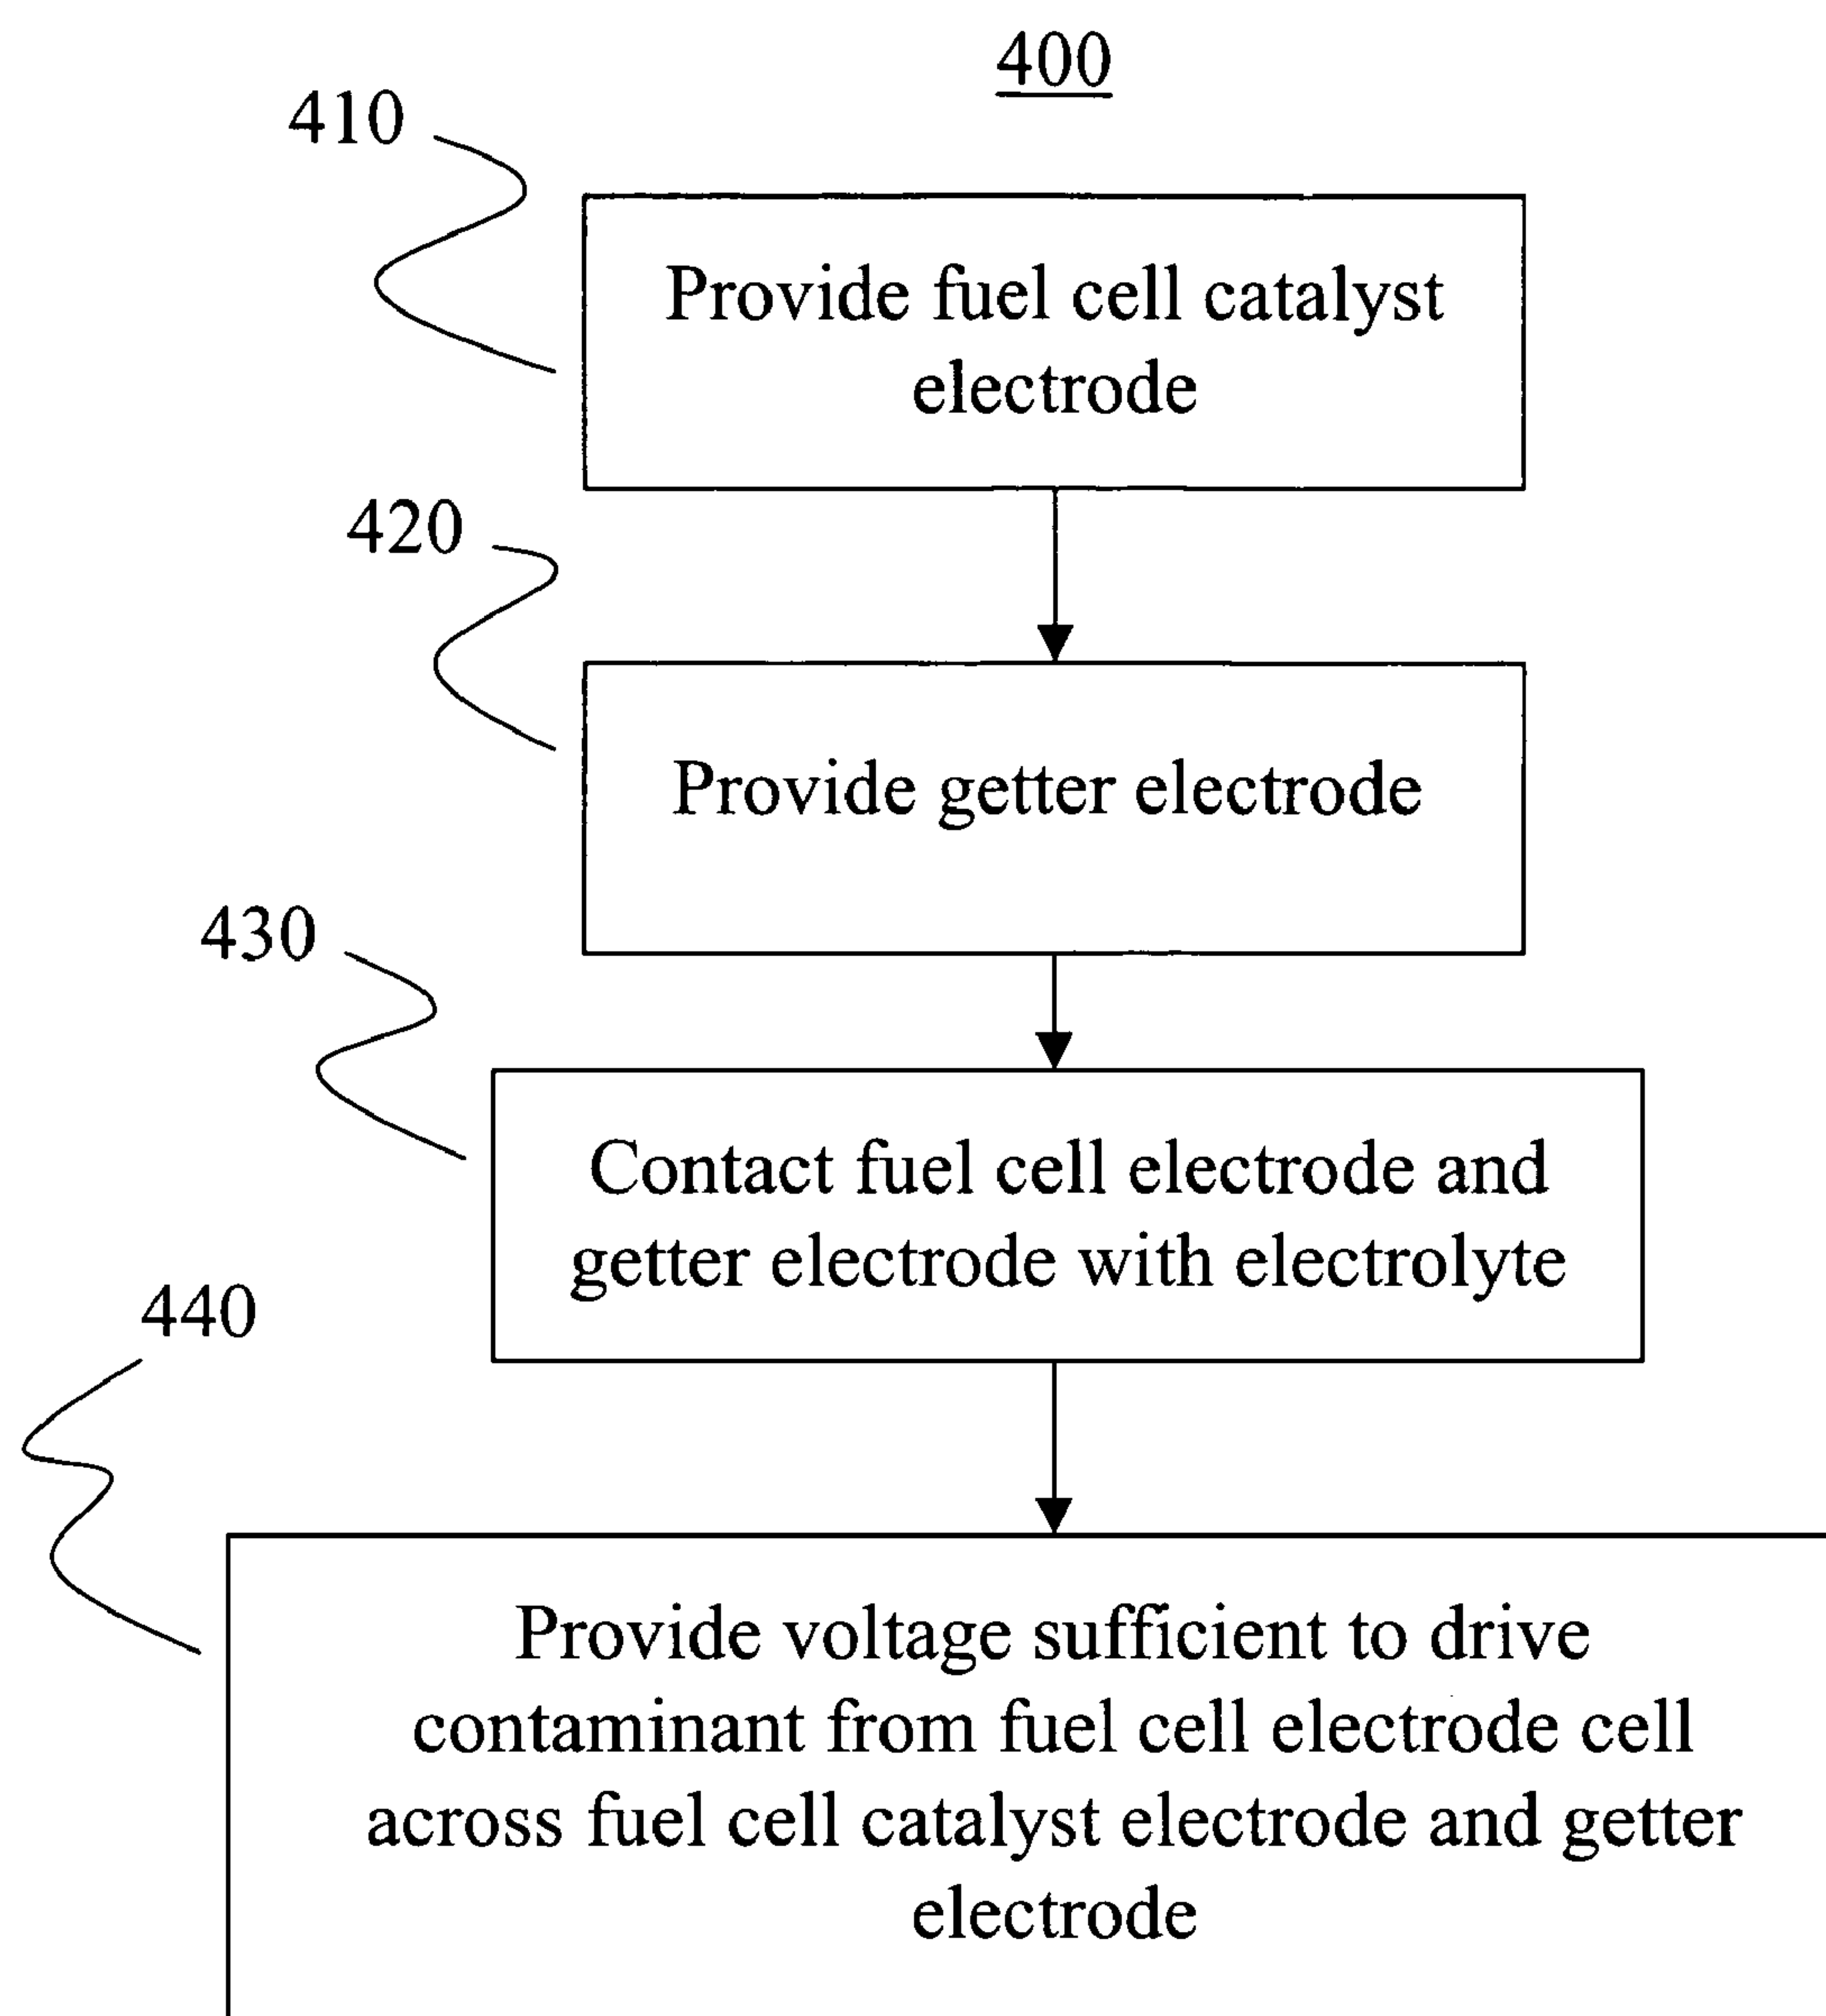 400
410
Provide fuel cell catalyst
electrode
420
Provide getter electrode
430
Contact fuel cell electrode and
getter electrode with electrolyte
440
Provide voltage sufficient to drive
contaminant from fuel cell electrode cell
across fuel cell catalyst electrode and getter
electrode